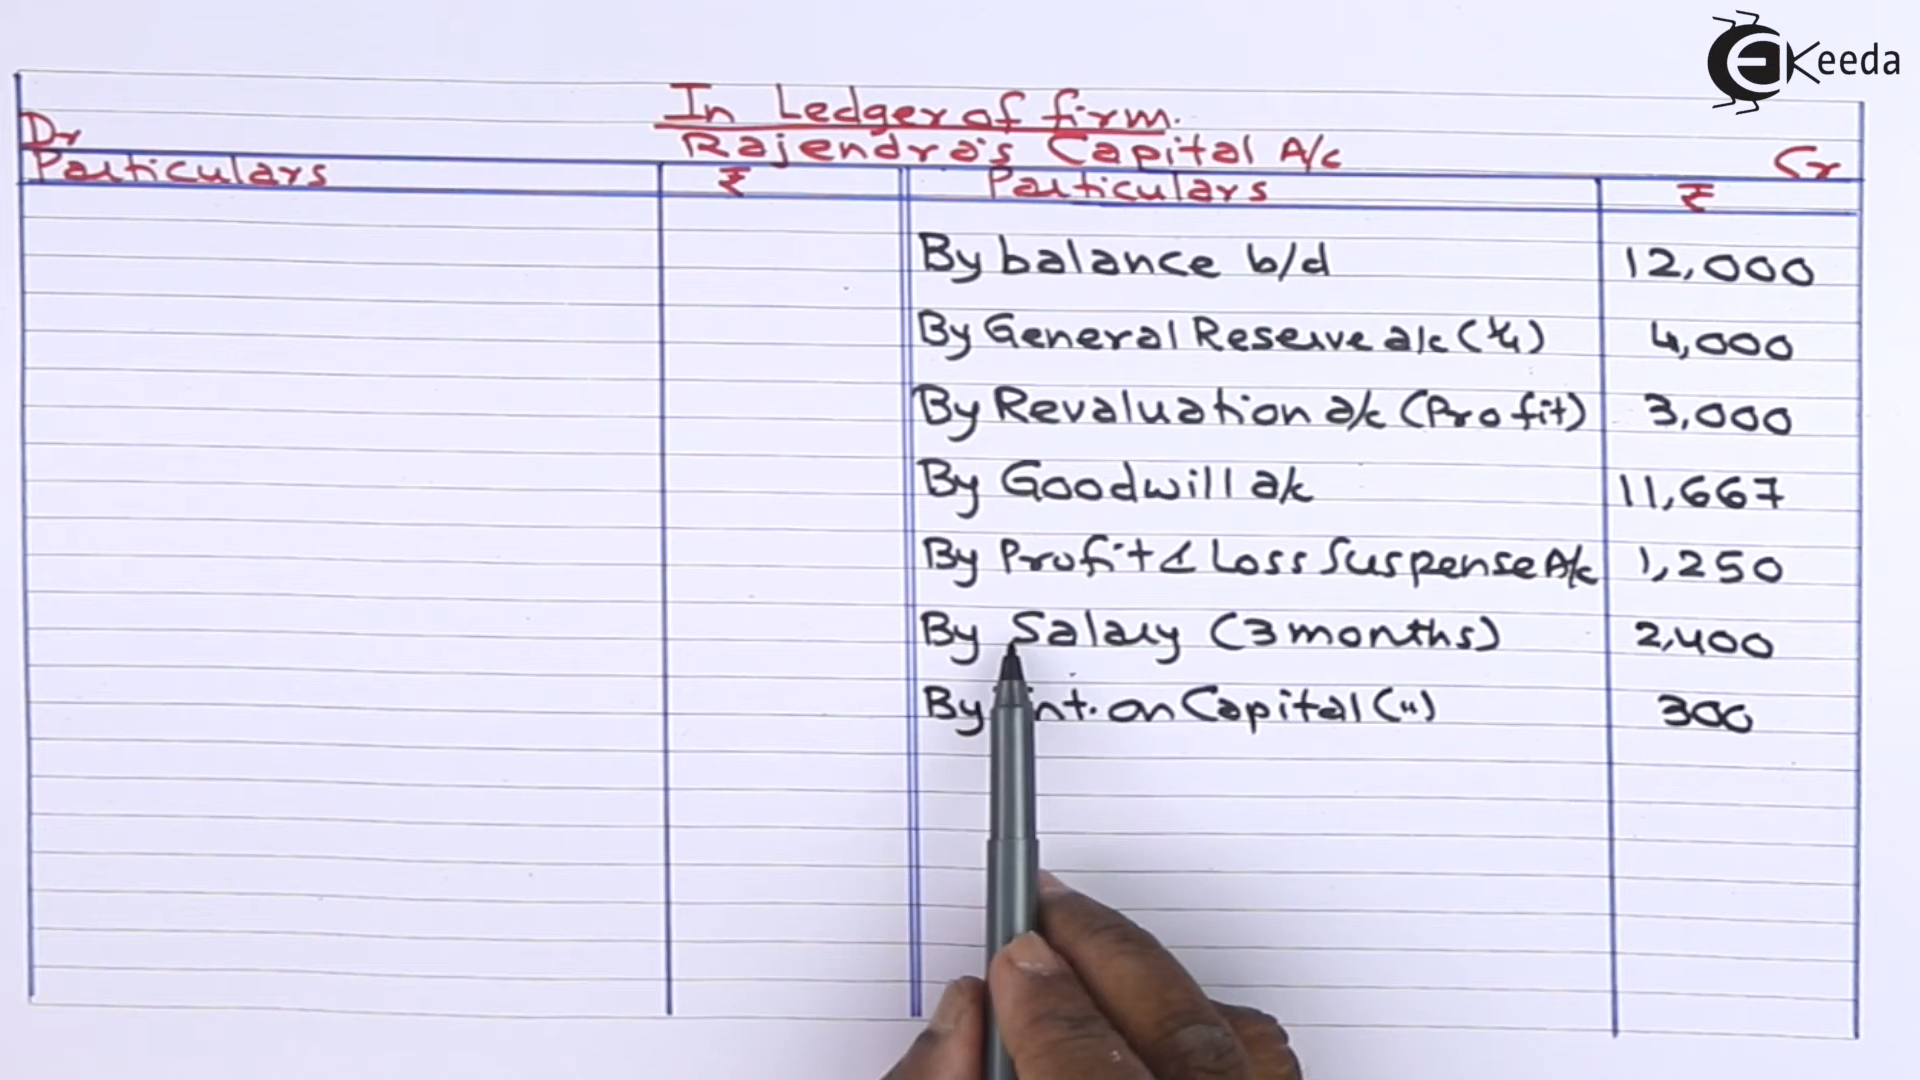 EKeeda
In Ledger of firm.
Dr Rajendra's Capital A/c Cr
Particulars ₹ Particulars ₹
By balance b/d 12,000
By General Reserve a/c (¼) 4,000
By Revaluation a/c (Profit) 3,000
By Goodwill a/c 11,667
By Profit & Loss Suspense A/c 1,250
By Salary (3 months) 2,400
By Int. on Capital (") 300